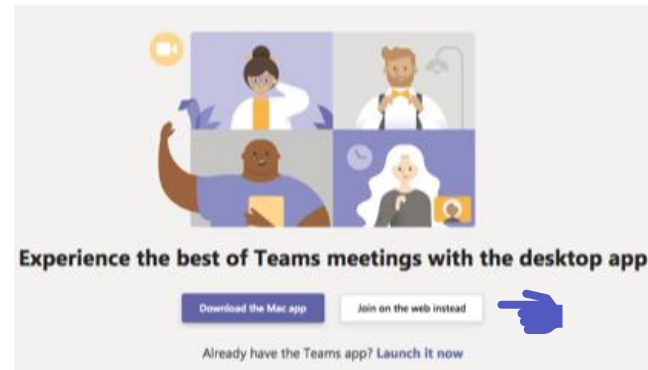 Experience the best of Teams meetings with the desktop app
Download the Mac app Join on the web instead
Already have the Teams app? Launch it now